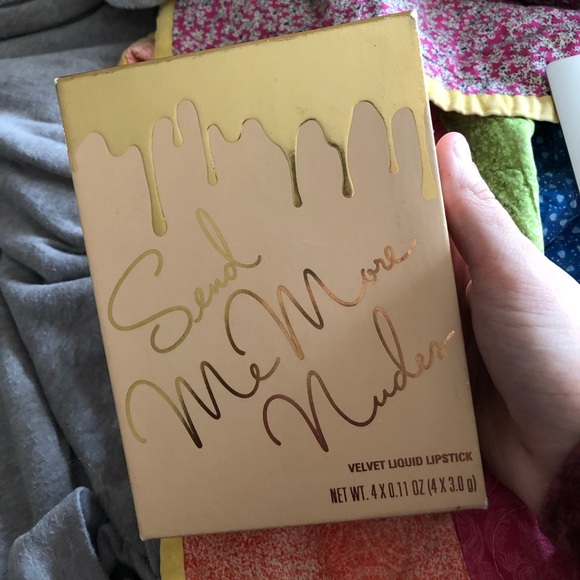 Send
Me More
Nudes
VELVET LIQUID LIPSTICK
NET WT. 4 X 0.11 OZ (4 X 3.0 g)